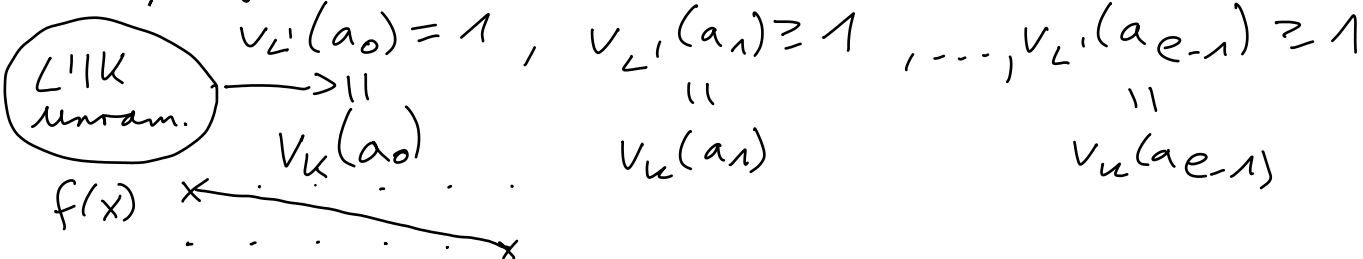 v_{L'}(a_0) = 1 , v_{L'}(a_1) ≥ 1 , ...., v_{L'}(a_{e-1}) ≥ 1
L'|K —> || || ||
unram. v_K(a_0) v_K(a_1) v_K(a_{e-1})
f(x)